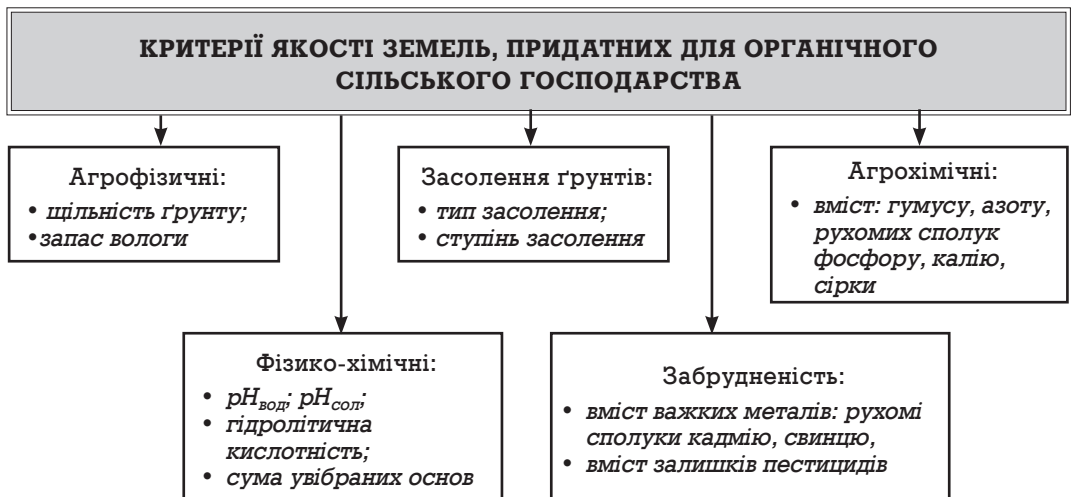 КРИТЕРІЇ ЯКОСТІ ЗЕМЕЛЬ, ПРИДАТНИХ ДЛЯ ОРГАНІЧНОГО
СІЛЬСЬКОГО ГОСПОДАРСТВА
Агрофізичні:
• щільність ґрунту;
•запас вологи
Засолення ґрунтів:
• тип засолення;
• ступінь засолення
Агрохімічні:
• вміст: гумусу, азоту,
рухомих сполук
фосфору, калію,
сірки
Фізико-хімічні:
• pHвод; pHсол;
• гідролітична
кислотність;
• сума увібраних основ
Забрудненість:
• вміст важких металів: рухомі
сполуки кадмію, свинцю,
• вміст залишків пестицидів